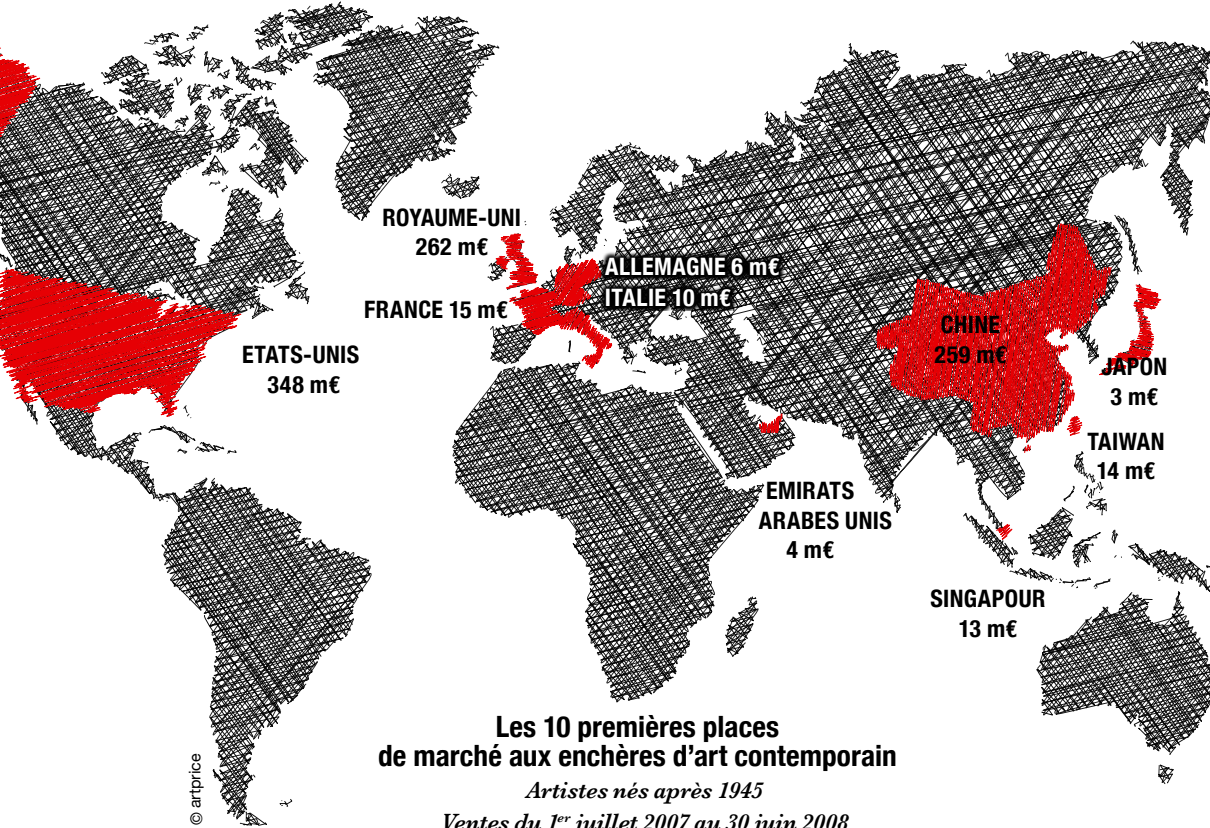 ROYAUME-UNI
262 m€
ALLEMAGNE 6 m€
ITALIE 10 m€
FRANCE 15 m€
ETATS-UNIS
348 m€
CHINE
259 m€
JAPON
3 m€
TAIWAN
14 m€
EMIRATS
ARABES UNIS
4 m€
SINGAPOUR
13 m€
Les 10 premières places
de marché aux enchères d'art contemporain
Artistes nés après 1945
Ventes du 1er juillet 2007 au 30 juin 2008
© artprice